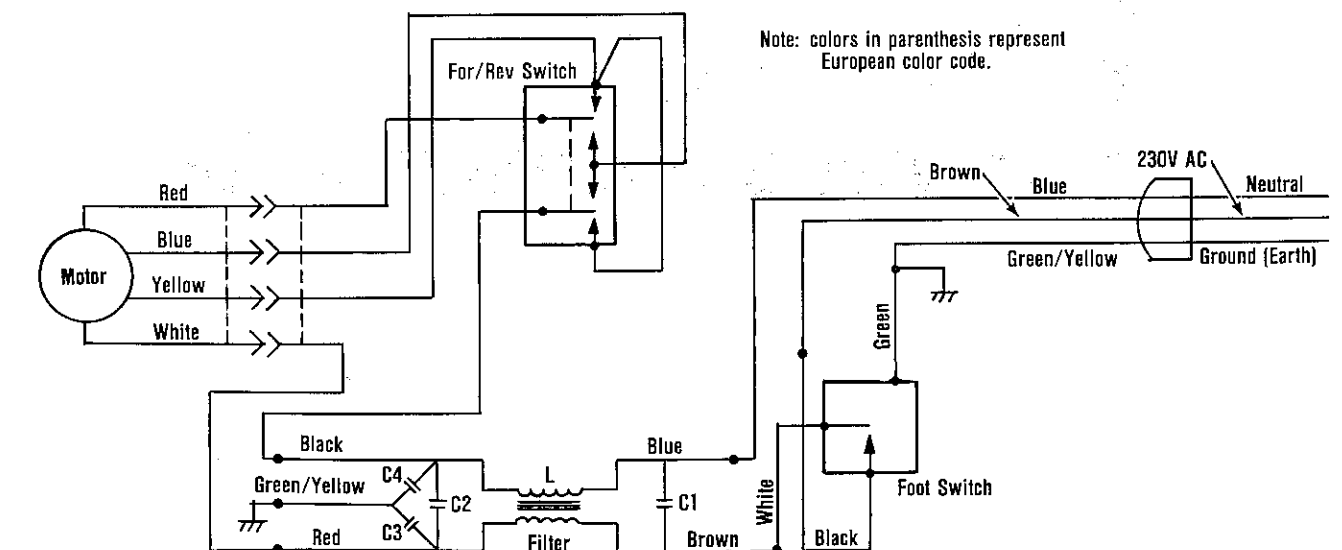 Note: colors in parenthesis represent
European color code.
For/Rev Switch
230V AC
Brown
Blue
Neutral
Red
Blue
Motor
Yellow
White
Green/Yellow
Ground (Earth)
Green
Black
Blue
L
C4
Green/Yellow
C2
C1
White
Foot Switch
C3
Red
Filter
Brown
Black